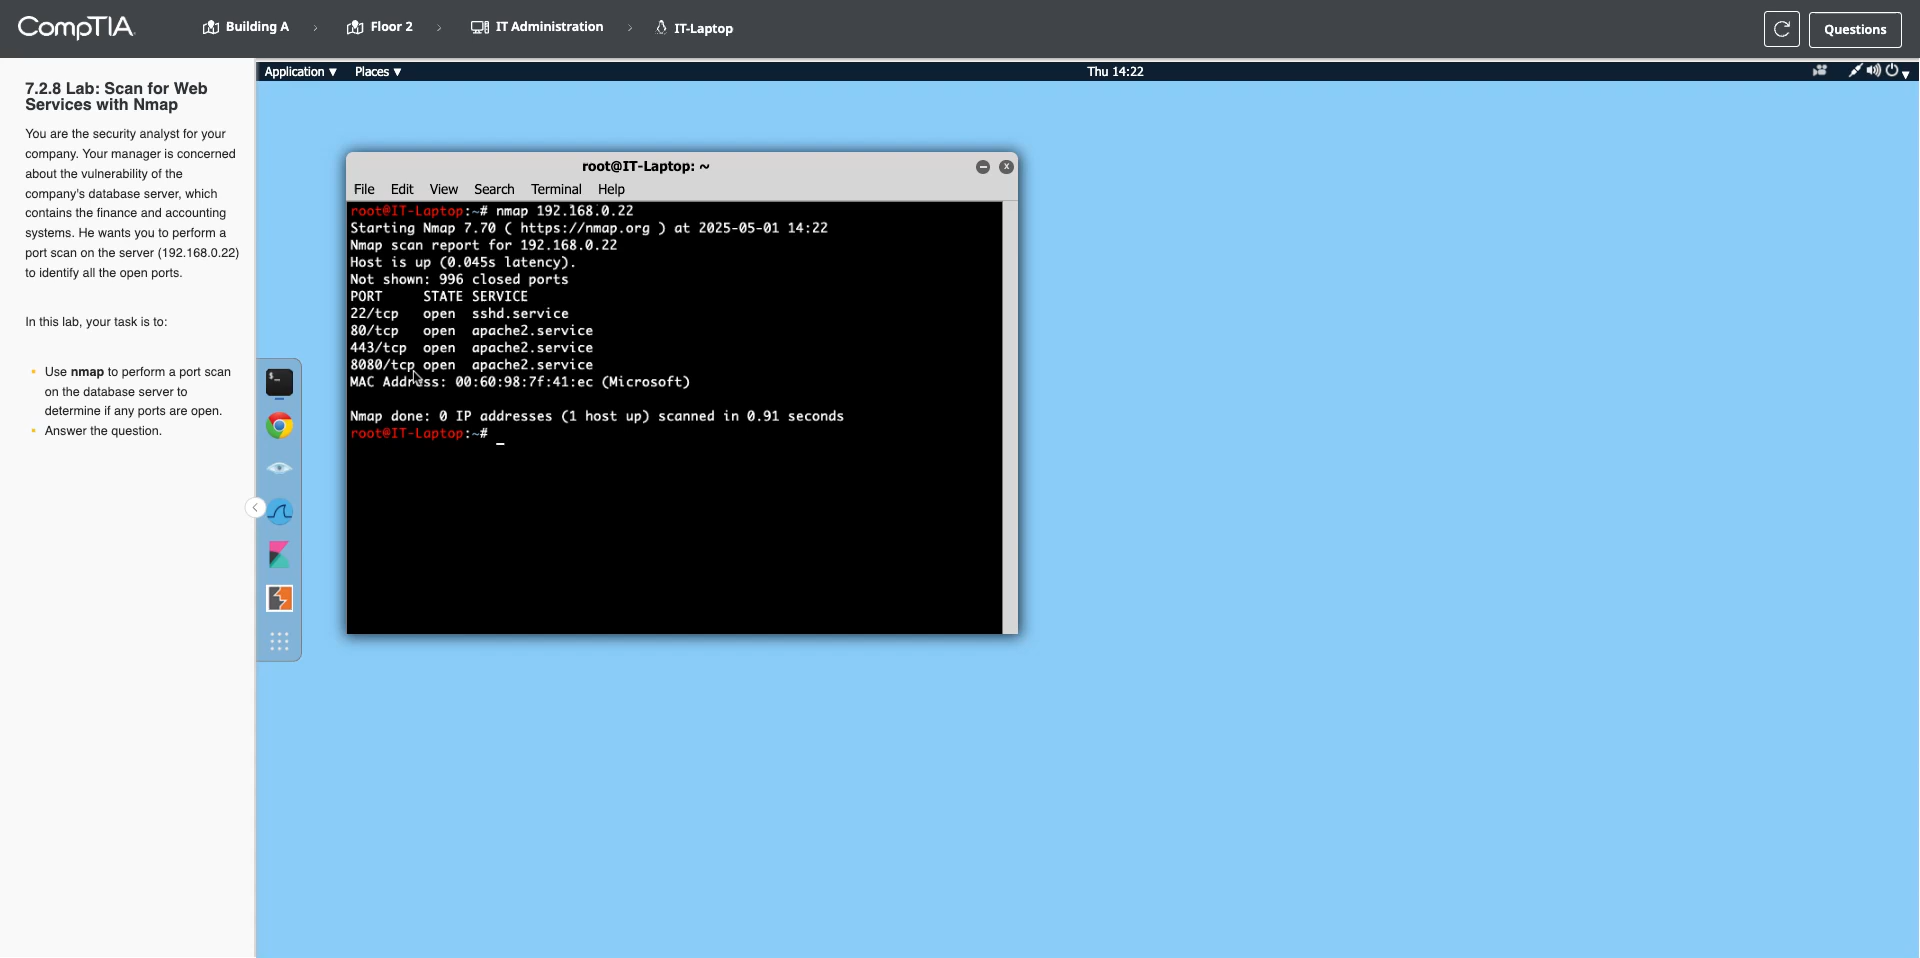 CompTIA
Building A > Floor 2 > IT Administration > IT-Laptop
Questions
7.2.8 Lab: Scan for Web
Services with Nmap
You are the security analyst for your
company. Your manager is concerned
about the vulnerability of the
company's database server, which
contains the finance and accounting
systems. He wants you to perform a
port scan on the server (192.168.0.22)
to identify all the open ports.
In this lab, your task is to:
• Use nmap to perform a port scan
on the database server to
determine if any ports are open.
• Answer the question.
Application ▼ Places ▼ Thu 14:22
root@IT-Laptop: ~
File Edit View Search Terminal Help
root@IT-Laptop:~# nmap 192.168.0.22
Starting Nmap 7.70 ( https://nmap.org ) at 2025-05-01 14:22
Nmap scan report for 192.168.0.22
Host is up (0.045s latency).
Not shown: 996 closed ports
PORT     STATE SERVICE
22/tcp   open  sshd.service
80/tcp   open  apache2.service
443/tcp  open  apache2.service
8080/tcp open  apache2.service
MAC Address: 00:60:98:7f:41:ec (Microsoft)
Nmap done: 0 IP addresses (1 host up) scanned in 0.91 seconds
root@IT-Laptop:~# _